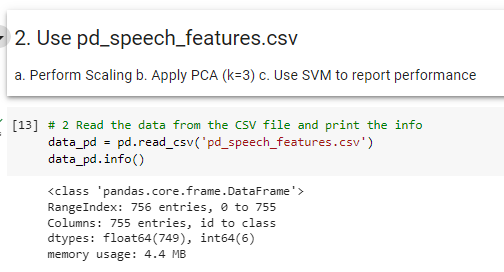 2. Use pd_speech_features.csv
a. Perform Scaling b. Apply PCA (k=3) c. Use SVM to report performance
[13] # 2 Read the data from the CSV file and print the info
data_pd = pd.read_csv('pd_speech_features.csv')
data_pd.info()
<class 'pandas.core.frame.DataFrame'>
RangeIndex: 756 entries, 0 to 755
Columns: 755 entries, id to class
dtypes: float64(749), int64(6)
memory usage: 4.4 MB